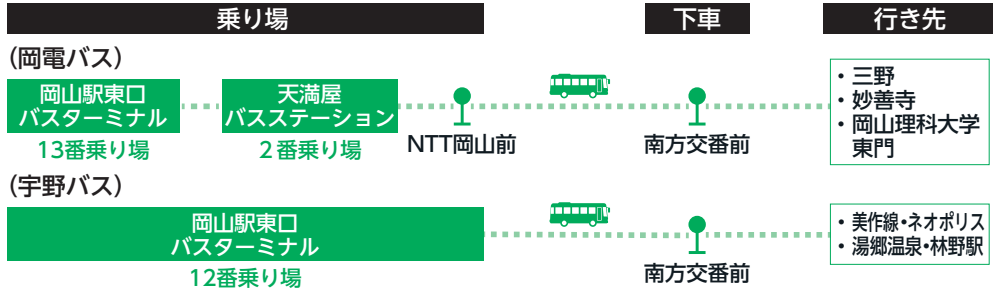 乗り場
下車
行き先
(岡電バス)
岡山駅東口
バスターミナル
13番乗り場
天満屋
バスステーション
2番乗り場
NTT岡山前
南方交番前
・三野
・妙善寺
・岡山理科大学
東門
(宇野バス)
岡山駅東口
バスターミナル
12番乗り場
南方交番前
・美作線・ネオポリス
・湯郷温泉・林野駅